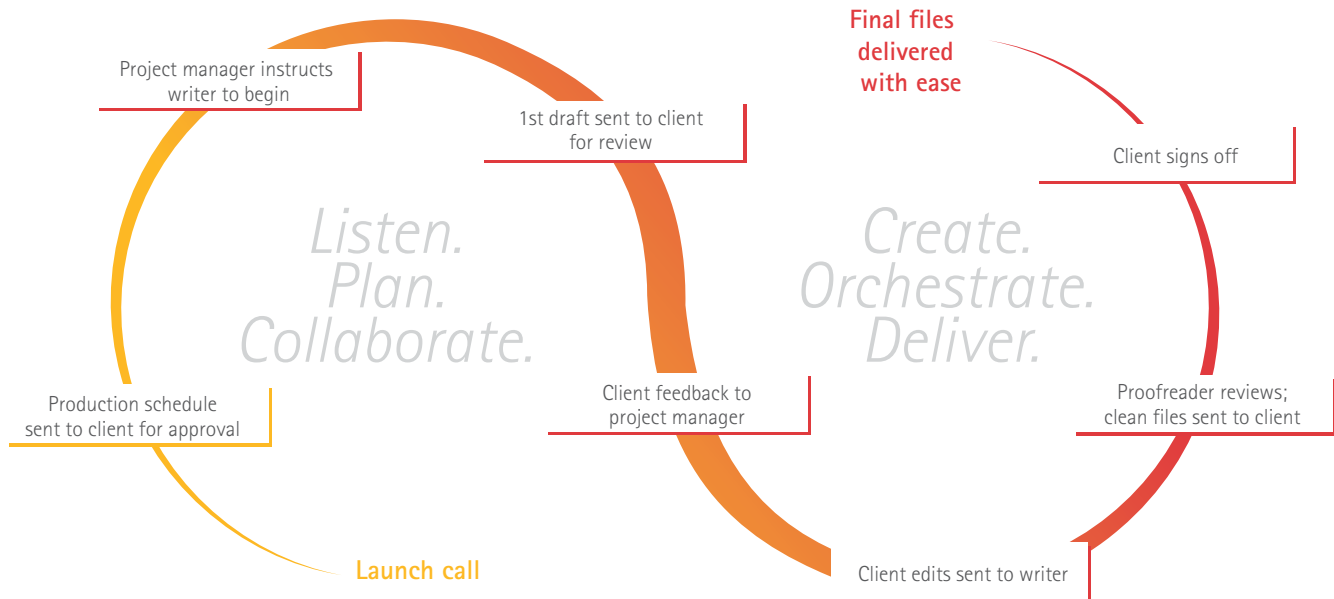 Launch call
Production schedule
sent to client for approval
Project manager instructs
writer to begin
Listen.
Plan.
Collaborate.
1st draft sent to client
for review
Client feedback to
project manager
Client edits sent to writer
Create.
Orchestrate.
Deliver.
Proofreader reviews;
clean files sent to client
Client signs off
Final files
delivered
with ease